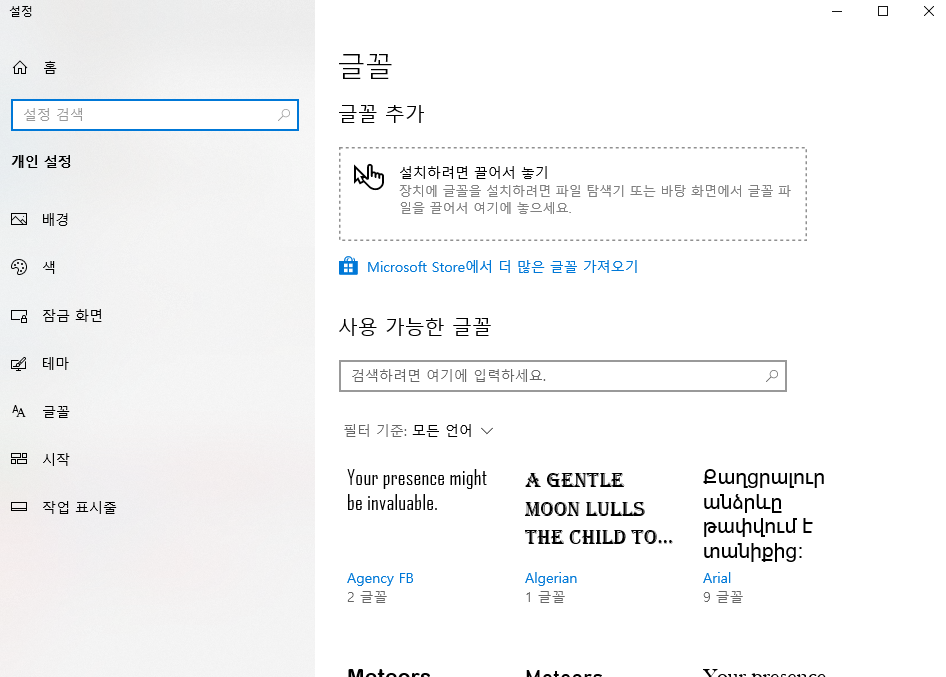 설정
홈
설정 검색
개인 설정
배경
색
잠금 화면
테마
글꼴
시작
작업 표시줄
글꼴
글꼴 추가
설치하려면 끌어서 놓기
장치에 글꼴을 설치하려면 파일 탐색기 또는 바탕 화면에서 글꼴 파
일을 끌어서 여기에 놓으세요.
Microsoft Store에서 더 많은 글꼴 가져오기
사용 가능한 글꼴
검색하려면 여기에 입력하세요.
필터 기준: 모든 언어
Your presence might
be invaluable.
Agency FB
2 글꼴
A GENTLE
MOON LULLS
THE CHILD TO...
Algerian
1 글꼴
Քաղցրալուր
անձրևը
թափվում է
տանիքից:
Arial
9 글꼴
Meteors
Meteors
Your presence